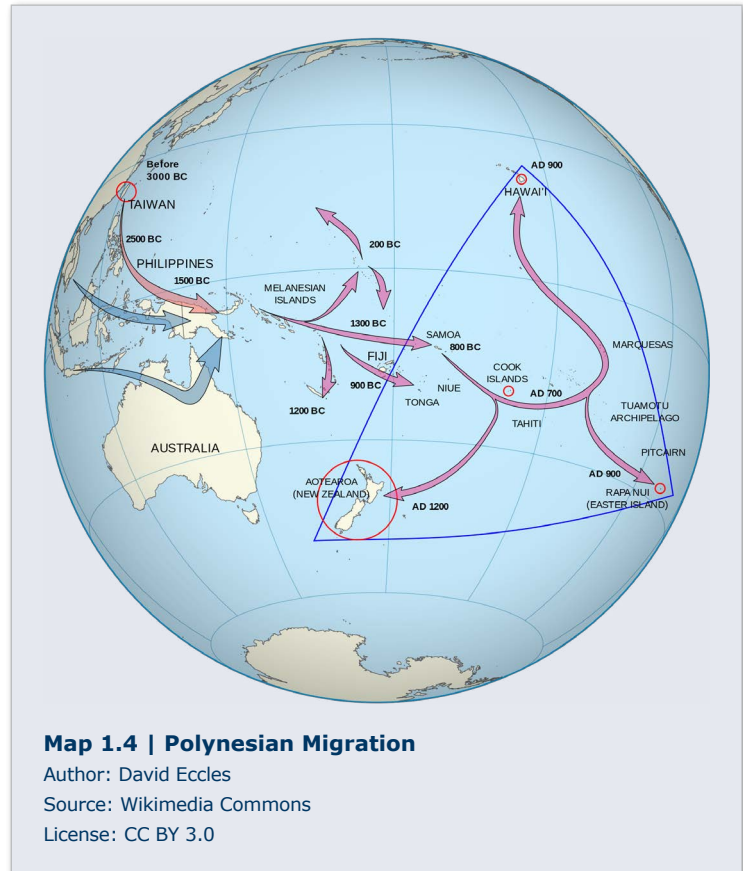 Before
3000 BC
AD 900
HAWAI'I
TAIWAN
2500 BC
200 BC
PHILIPPINES
1500 BC
MELANESIAN
ISLANDS
1300 BC
SAMOA
800 BC
MARQUESAS
FIJI
COOK
ISLANDS
900 BC
NIUE
AD 700
TONGA
1200 BC
TUAMOTU
ARCHIPELAGO
TAHITI
AUSTRALIA
PITCAIRN
AD 900
AOTEAROA
(NEW ZEALAND)
RAPA NUI
(EASTER ISLAND)
AD 1200
Map 1.4 | Polynesian Migration
Author: David Eccles
Source: Wikimedia Commons
License: CC BY 3.0